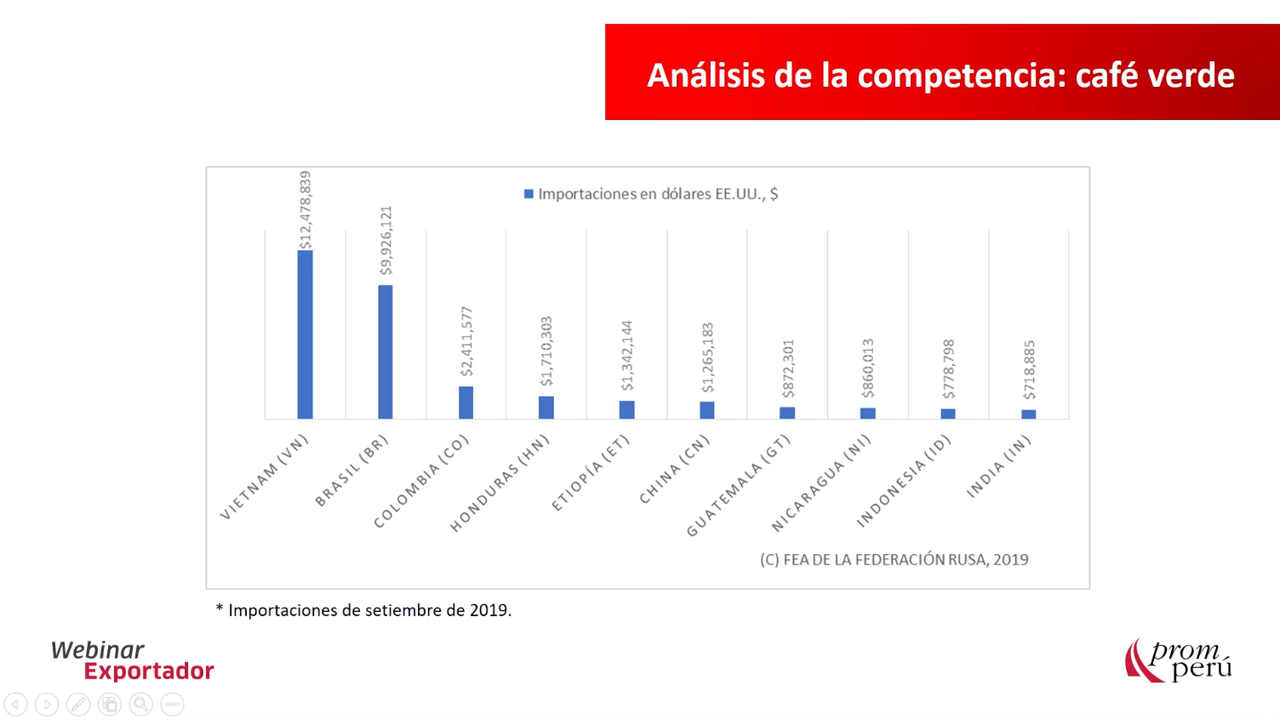 Análisis de la competencia: café verde
Importaciones en dólares EE.UU., $
$12,478,839
$9,926,121
$2,411,577
$1,710,303
$1,342,144
$1,265,183
$872,301
$860,013
$778,798
$718,885
VIETNAM (VN)
BRASIL (BR)
COLOMBIA (CO)
HONDURAS (HN)
ETIOPÍA (ET)
CHINA (CN)
GUATEMALA (GT)
NICARAGUA (NI)
INDONESIA (ID)
INDIA (IN)
(C) FEA DE LA FEDERACIÓN RUSA, 2019
* Importaciones de setiembre de 2019.
Webinar
Exportador
prom
perú